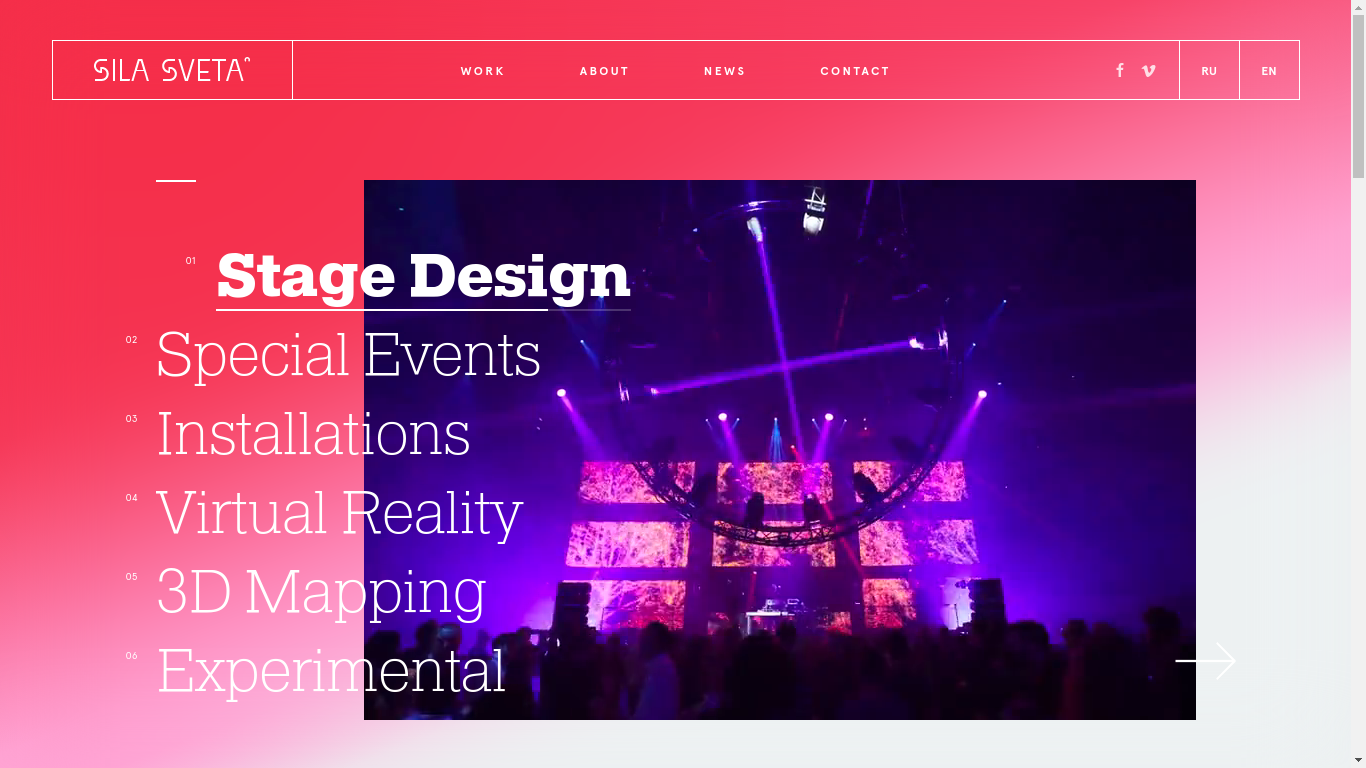 SILA SVETA
WORK ABOUT NEWS CONTACT RU EN
01 Stage Design
02 Special Events
03 Installations
04 Virtual Reality
05 3D Mapping
06 Experimental